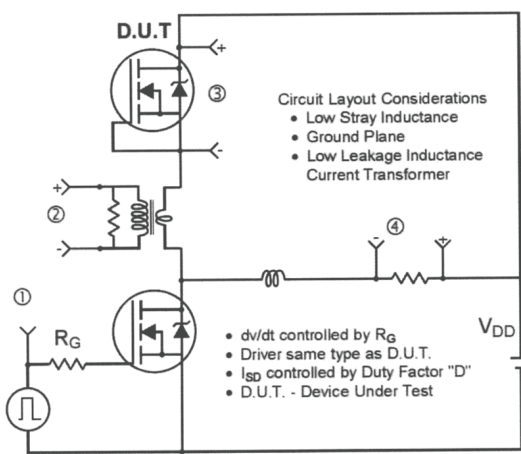 D.U.T
+
③
-
Circuit Layout Considerations
• Low Stray Inductance
• Ground Plane
• Low Leakage Inductance
Current Transformer
+
②
-
- ④ +
①
RG
VDD
• dv/dt controlled by RG
• Driver same type as D.U.T.
• ISD controlled by Duty Factor "D"
• D.U.T. - Device Under Test